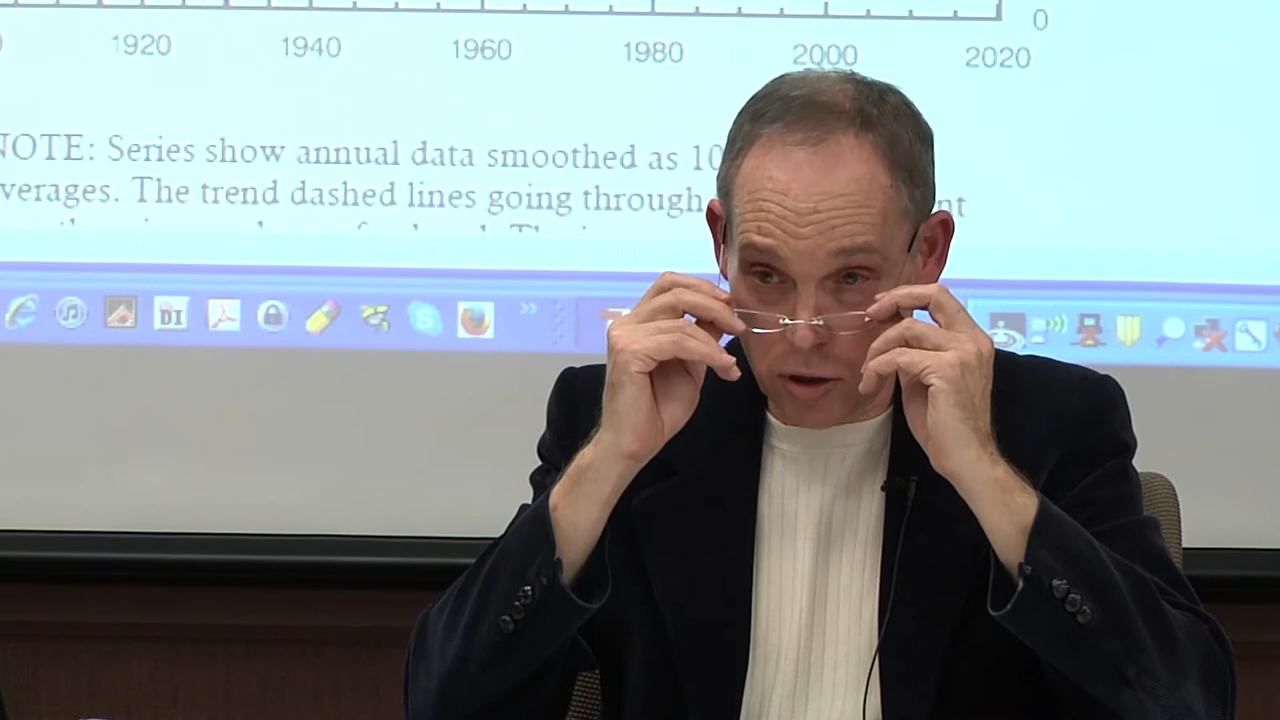 1920 1940 1960 1980 2000 2020
0
NOTE: Series show annual data smoothed as 10
verages. The trend dashed lines going through nt
DI